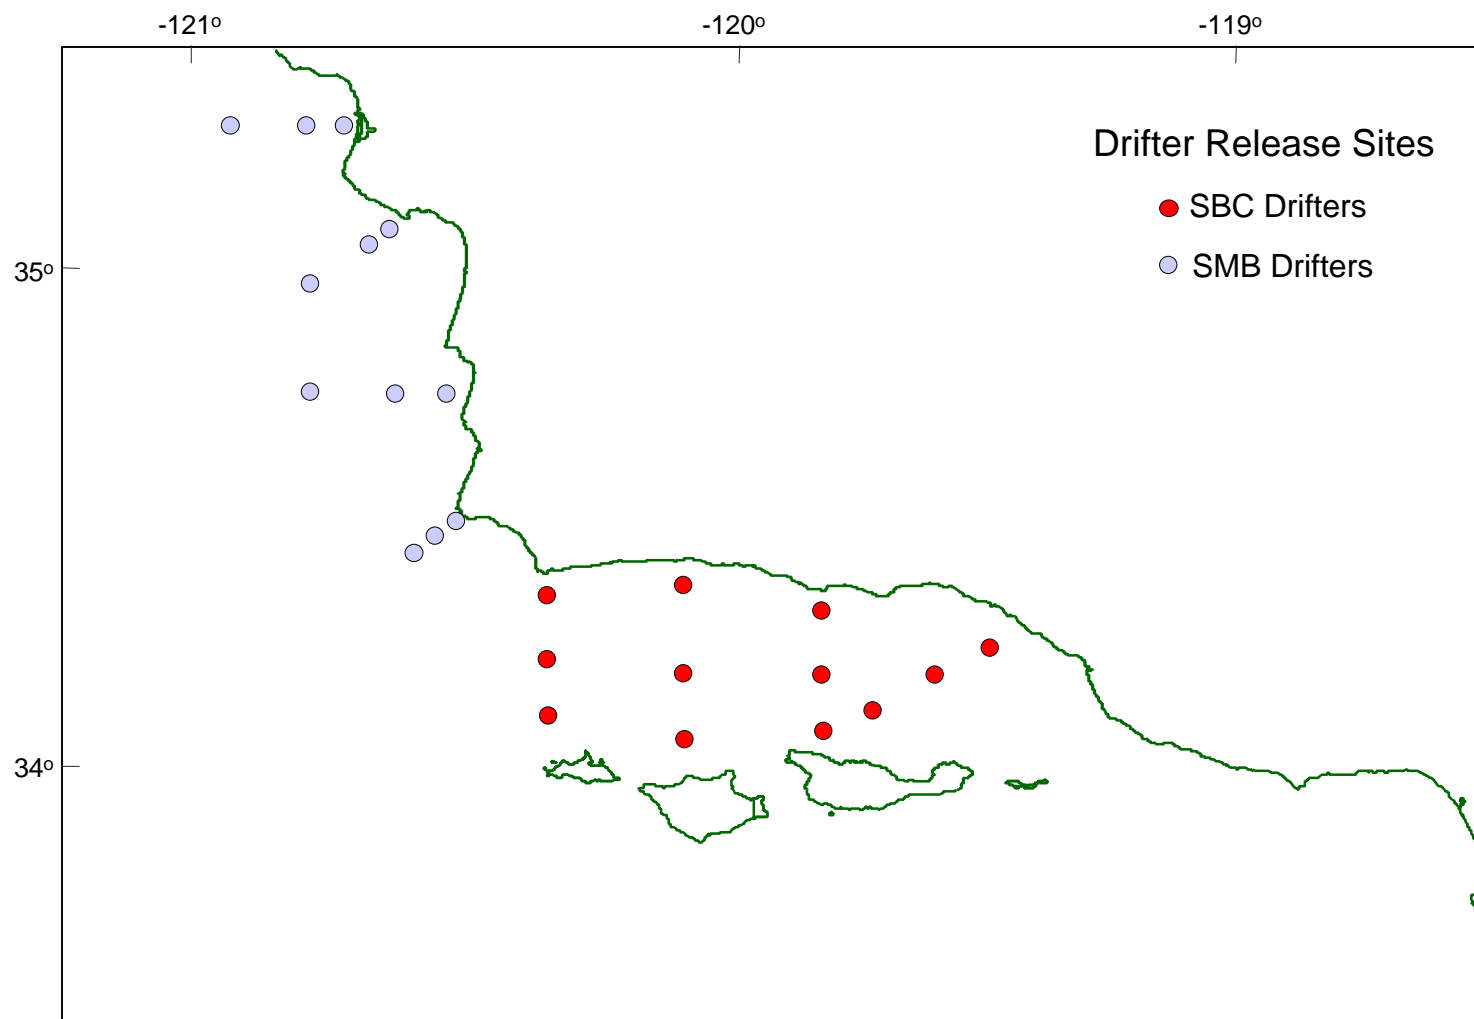 -121º -120º -119º
Drifter Release Sites
SBC Drifters
SMB Drifters
35º
34º